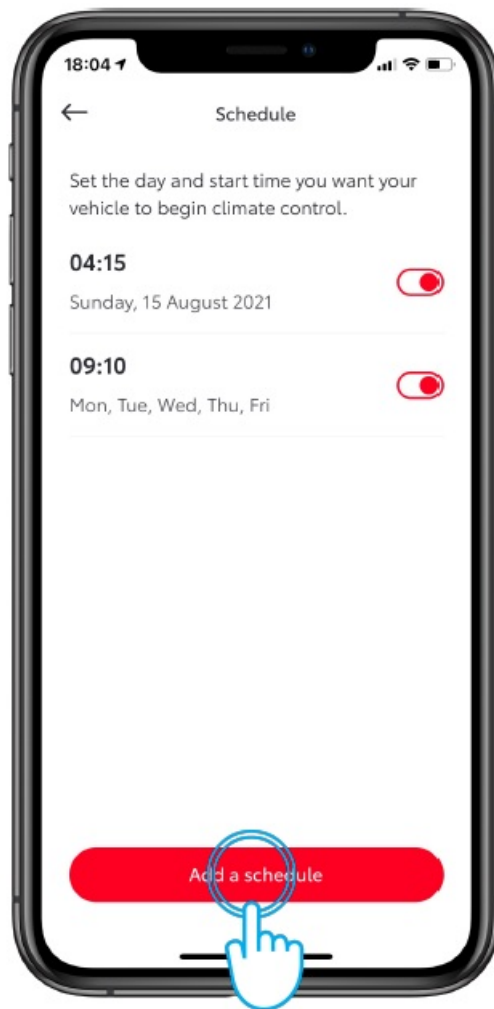 18:04
Schedule
Set the day and start time you want your
vehicle to begin climate control.
04:15
Sunday, 15 August 2021
09:10
Mon, Tue, Wed, Thu, Fri
Add a schedule